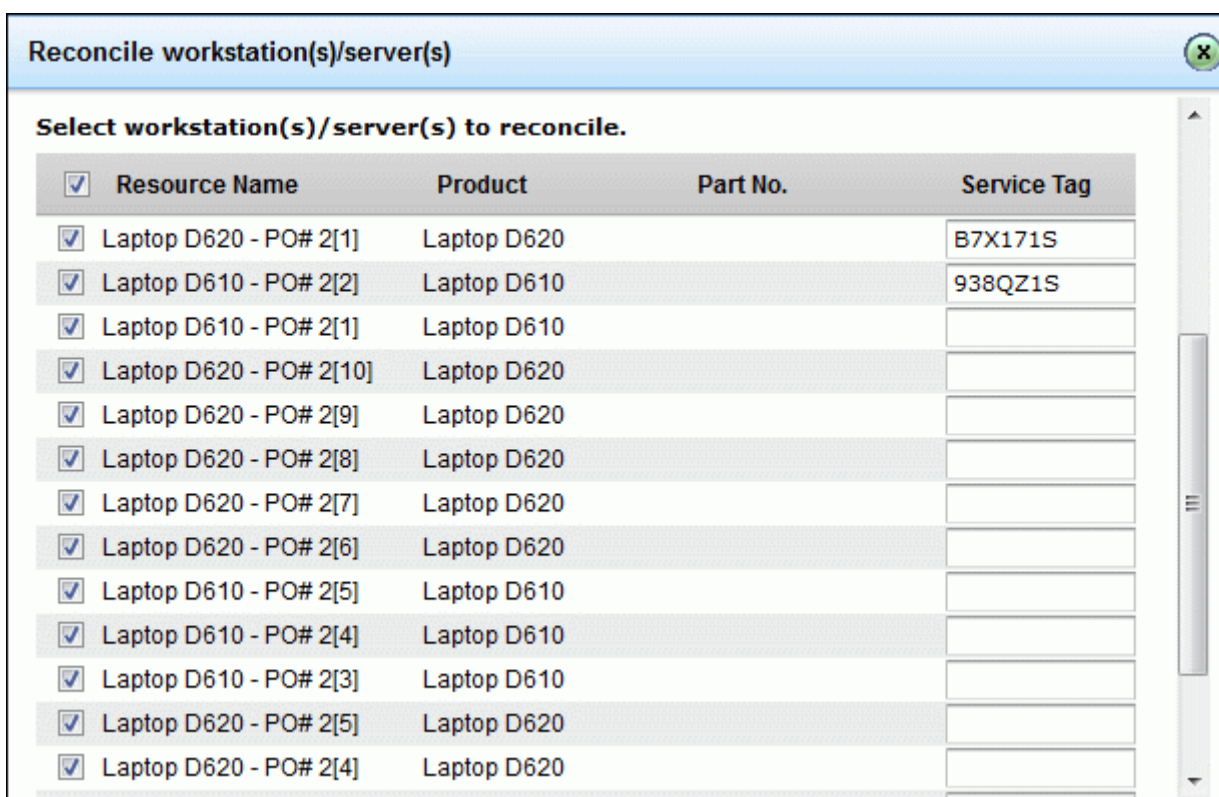 Reconcile workstation(s)/server(s)
Select workstation(s)/server(s) to reconcile.
Resource Name Product Part No. Service Tag
Laptop D620 - PO# 2[1] Laptop D620 B7X171S
Laptop D610 - PO# 2[2] Laptop D610 938QZ1S
Laptop D610 - PO# 2[1] Laptop D610
Laptop D620 - PO# 2[10] Laptop D620
Laptop D620 - PO# 2[9] Laptop D620
Laptop D620 - PO# 2[8] Laptop D620
Laptop D620 - PO# 2[7] Laptop D620
Laptop D620 - PO# 2[6] Laptop D620
Laptop D610 - PO# 2[5] Laptop D610
Laptop D610 - PO# 2[4] Laptop D610
Laptop D610 - PO# 2[3] Laptop D610
Laptop D620 - PO# 2[5] Laptop D620
Laptop D620 - PO# 2[4] Laptop D620